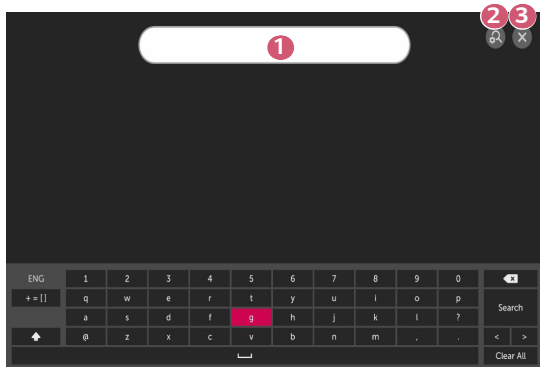 2 3
1
ENG 1 2 3 4 5 6 7 8 9 0
+ = [ ] q w e r t y u i o p
a s d f g h j k l ? Search
@ z x c v b n m , . < >
Clear All